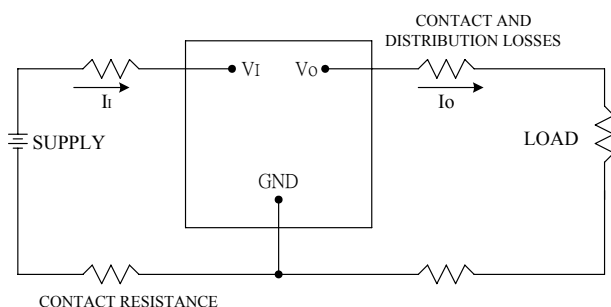 CONTACT AND
DISTRIBUTION LOSSES
VI
VO
II
IO
SUPPLY
LOAD
GND
CONTACT RESISTANCE